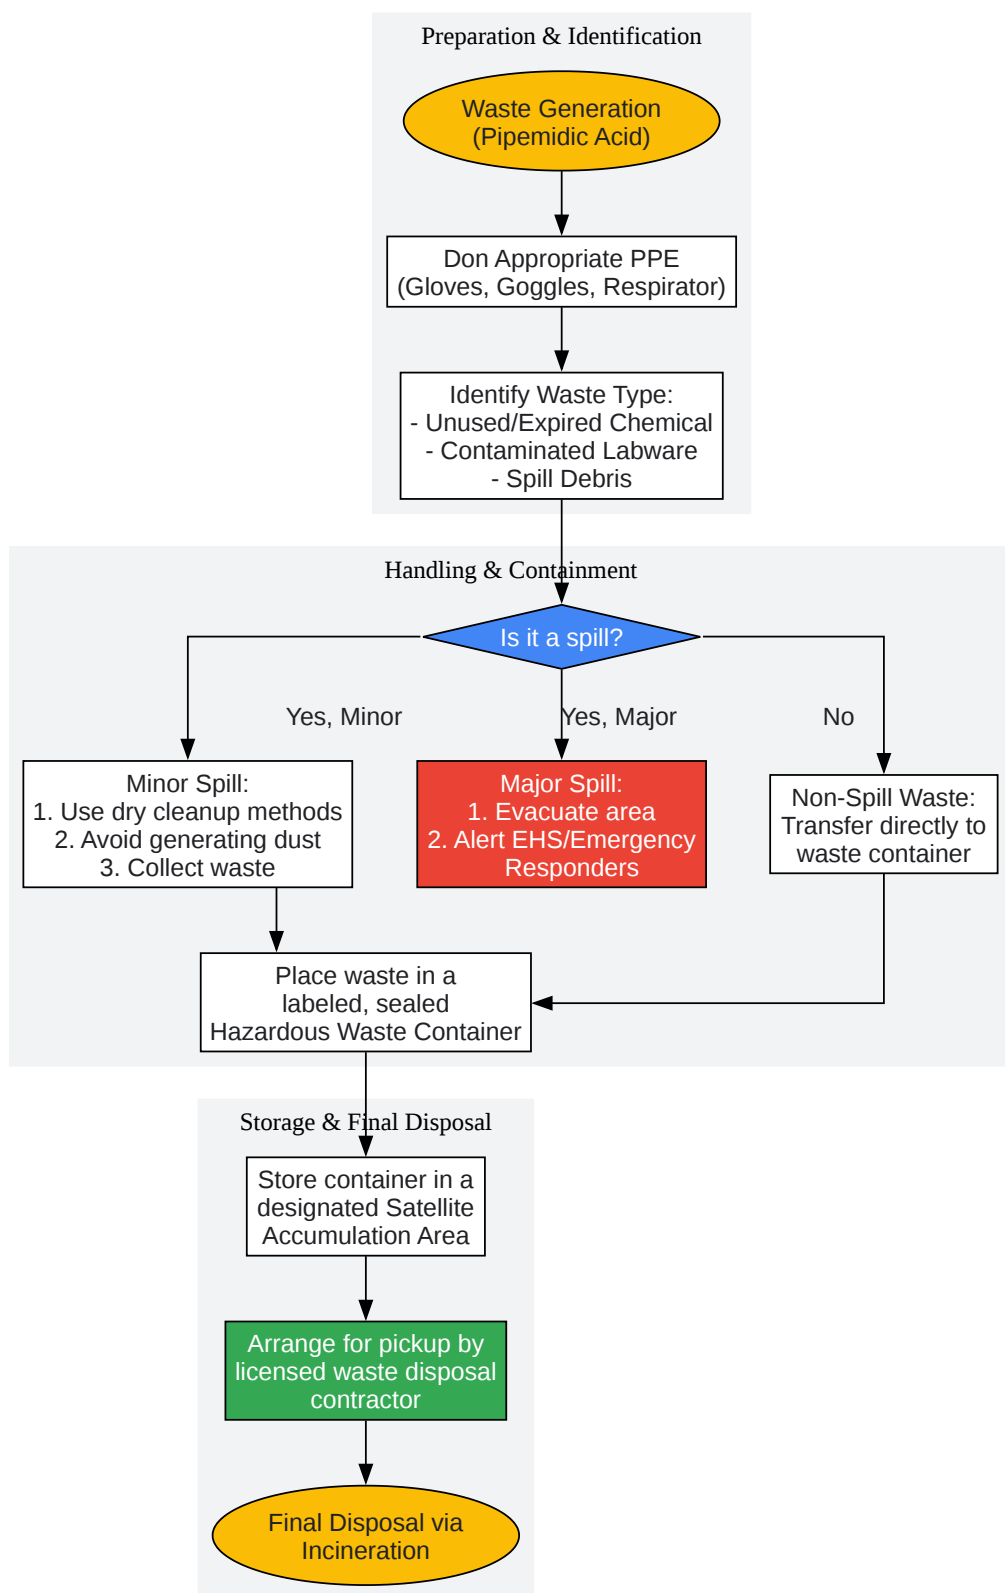 Preparation & Identification
Waste Generation
(Pipemidic Acid)
Don Appropriate PPE
(Gloves, Goggles, Respirator)
Identify Waste Type:
- Unused/Expired Chemical
- Contaminated Labware
- Spill Debris
Handling & Containment
Is it a spill?
Yes, Minor
Yes, Major
No
Minor Spill:
1. Use dry cleanup methods
2. Avoid generating dust
3. Collect waste
Major Spill:
1. Evacuate area
2. Alert EHS/Emergency
Responders
Non-Spill Waste:
Transfer directly to
waste container
Place waste in a
labeled, sealed
Hazardous Waste Container
Storage & Final Disposal
Store container in a
designated Satellite
Accumulation Area
Arrange for pickup by
licensed waste disposal
contractor
Final Disposal via
Incineration